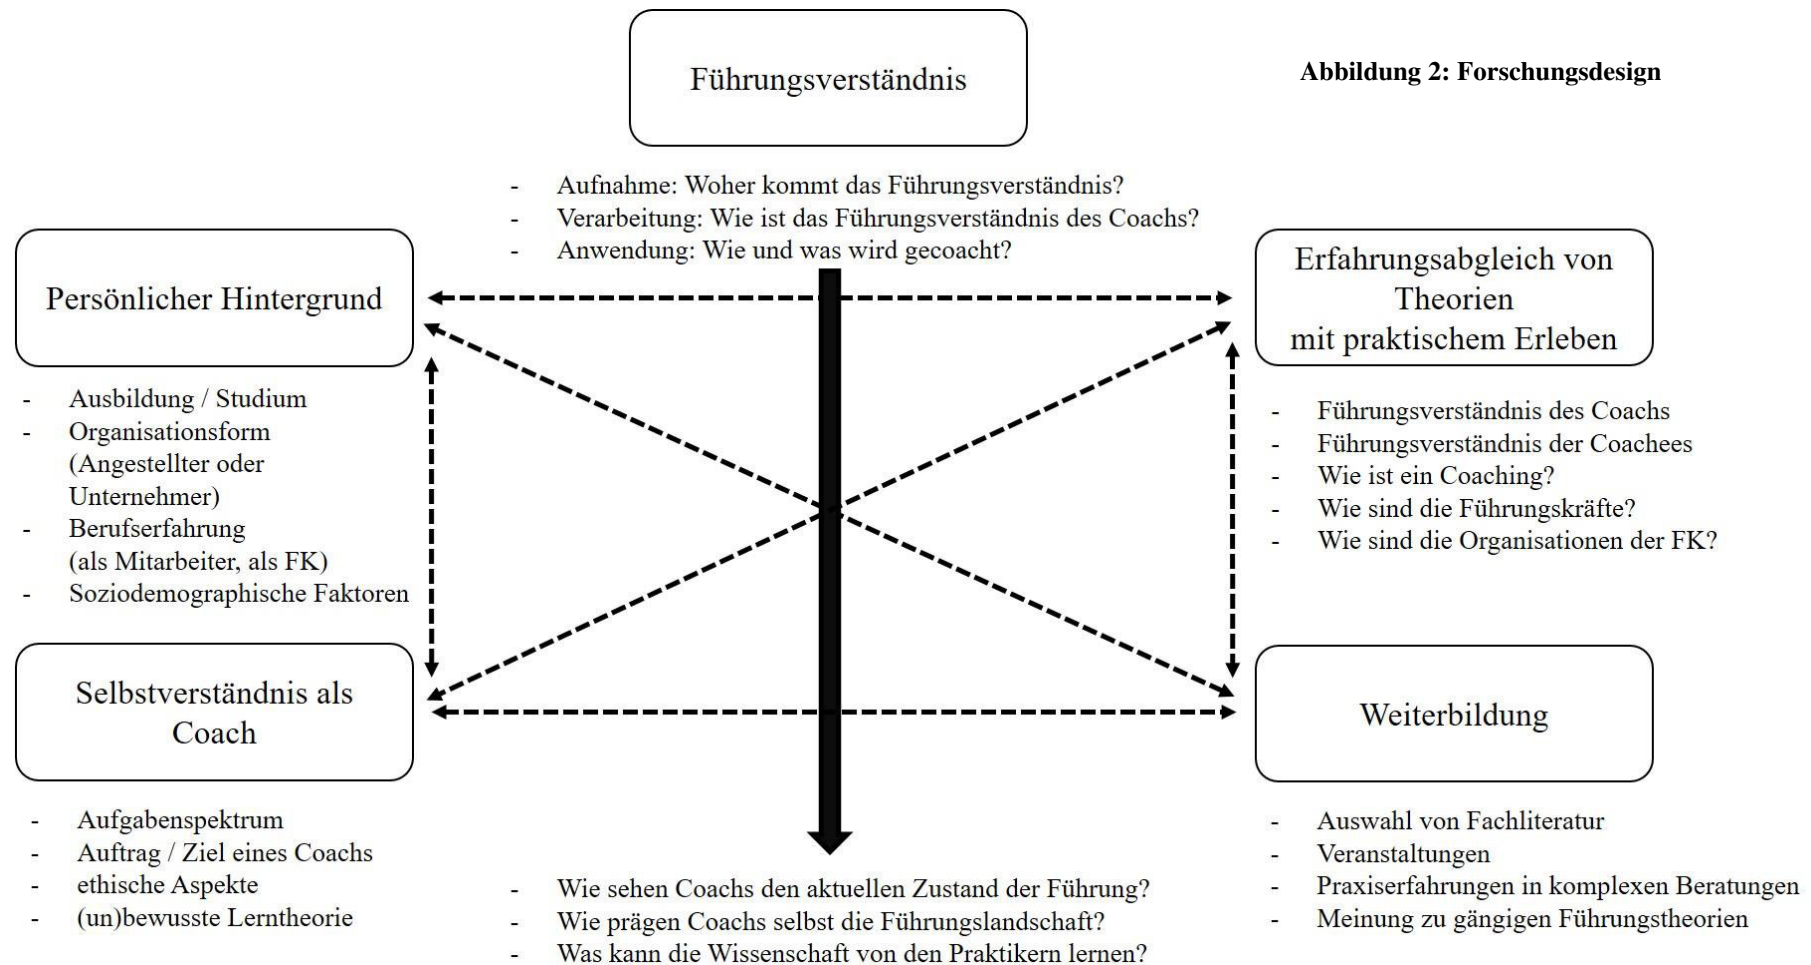 Führungsverständnis
Abbildung 2: Forschungsdesign
- Aufnahme: Woher kommt das Führungsverständnis?
- Verarbeitung: Wie ist das Führungsverständnis des Coachs?
- Anwendung: Wie und was wird gecoacht?
Persönlicher Hintergrund
- Ausbildung / Studium
- Organisationsform
(Angestellter oder
Unternehmer)
- Berufserfahrung
(als Mitarbeiter, als FK)
- Soziodemographische Faktoren
Erfahrungsabgleich von
Theorien
mit praktischem Erleben
- Führungsverständnis des Coachs
- Führungsverständnis der Coachees
- Wie ist ein Coaching?
- Wie sind die Führungskräfte?
- Wie sind die Organisationen der FK?
Selbstverständnis als
Coach
- Aufgabenspektrum
- Auftrag / Ziel eines Coachs
- ethische Aspekte
- (un)bewusste Lerntheorie
Weiterbildung
- Auswahl von Fachliteratur
- Veranstaltungen
- Praxiserfahrungen in komplexen Beratungen
- Meinung zu gängigen Führungstheorien
- Wie sehen Coachs den aktuellen Zustand der Führung?
- Wie prägen Coachs selbst die Führungslandschaft?
- Was kann die Wissenschaft von den Praktikern lernen?